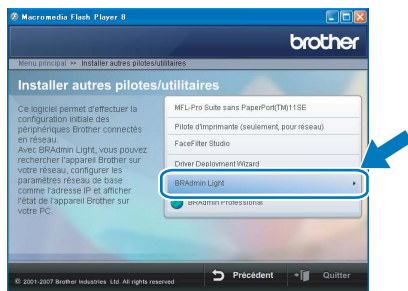 Macromedia Flash Player 8
brother
Menu principal >> Installer autres pilotes/utilitaires
Installer autres pilotes/utilitaires
Ce logiciel permet d'effectuer la
configuration initiale des
périphériques Brother connectés
en réseau.
Avec BRAdmin Light, vous pouvez
rechercher l'appareil Brother sur
votre réseau, configurer les
paramètres réseau de base
comme l'adresse IP et afficher
l'état de l'appareil Brother sur
votre PC.
MFL-Pro Suite sans PaperPort(TM)11SE
Pilote d'imprimante (seulement, pour réseau)
FaceFilter Studio
Driver Deployment Wizard
BRAdmin Light
BRAdmin Professional
© 2001-2007 Brother Industries Ltd. All rights reserved
Précédent
Quitter